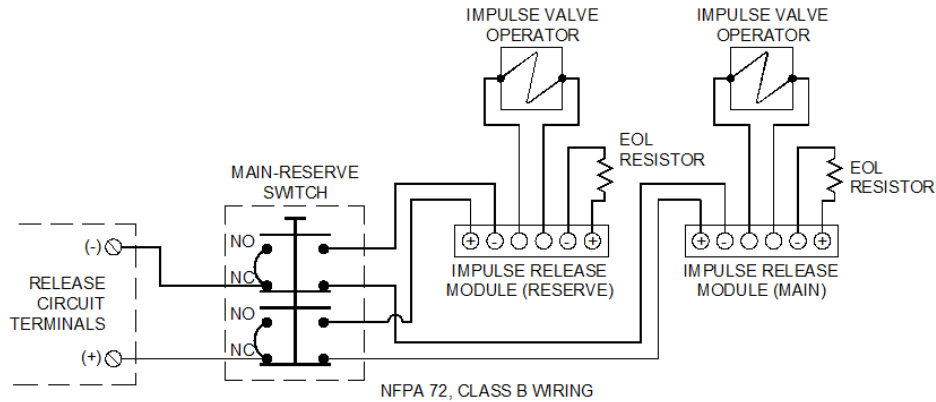 IMPULSE VALVE
OPERATOR
IMPULSE VALVE
OPERATOR
EOL
RESISTOR
EOL
RESISTOR
MAIN-RESERVE
SWITCH
(-)
NO
NC
RELEASE
CIRCUIT
TERMINALS
NO
NC
(+)
+ - - +
IMPULSE RELEASE
MODULE (RESERVE)
+ - - +
IMPULSE RELEASE
MODULE (MAIN)
NFPA 72, CLASS B WIRING